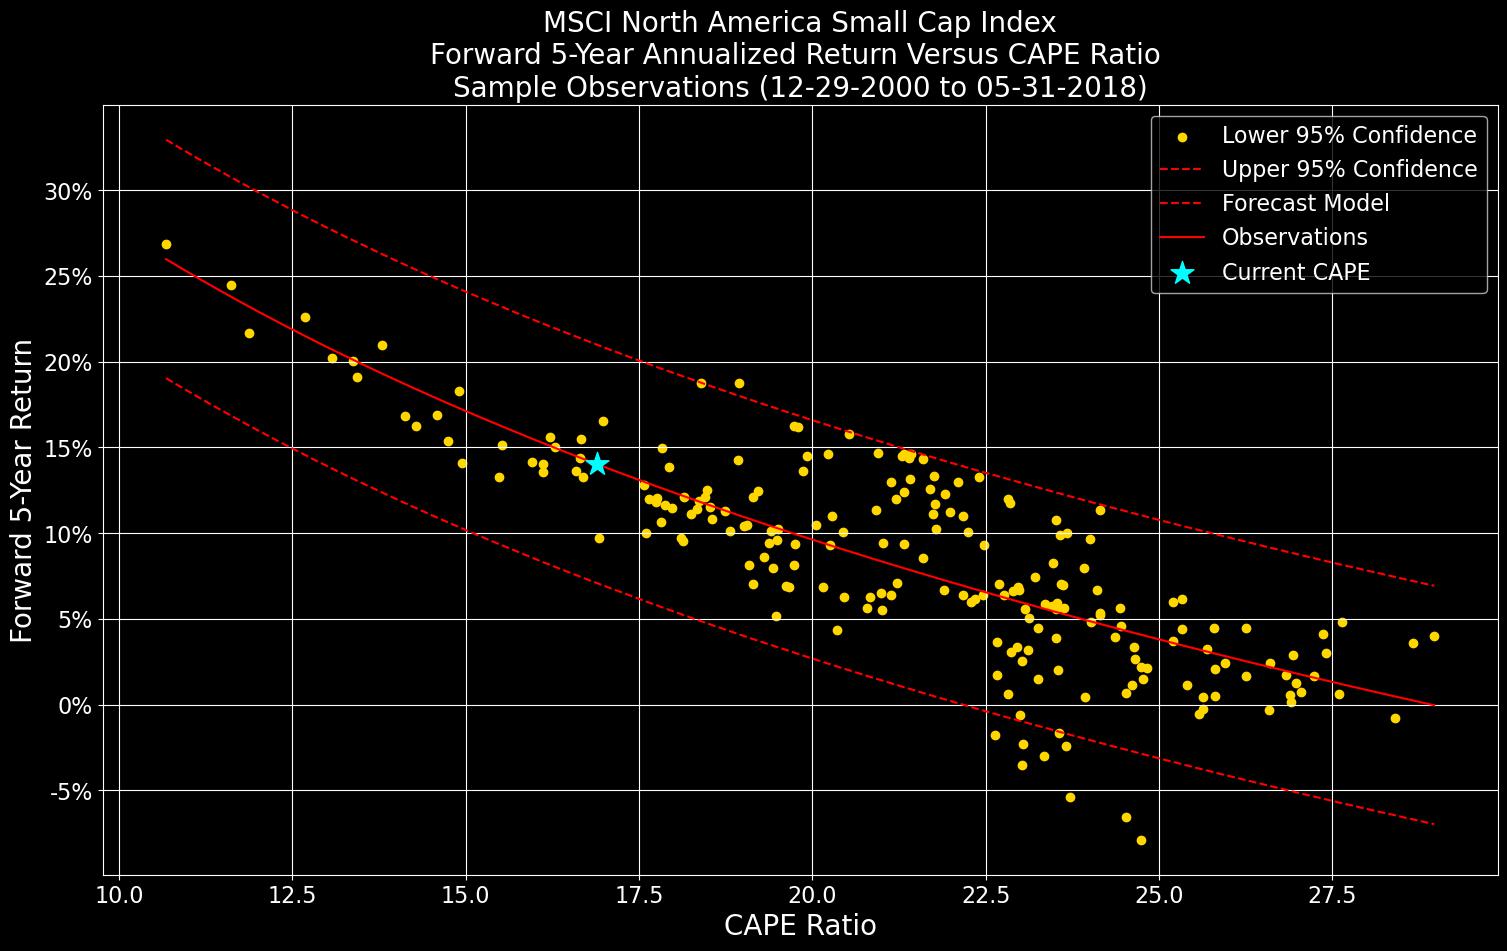 MSCI North America Small Cap Index
Forward 5-Year Annualized Return Versus CAPE Ratio
Sample Observations (12-29-2000 to 05-31-2018)
Lower 95% Confidence
Upper 95% Confidence
Forecast Model
Observations
Current CAPE
Forward 5-Year Return
30%
25%
20%
15%
10%
5%
0%
-5%
10.0 12.5 15.0 17.5 20.0 22.5 25.0 27.5
CAPE Ratio